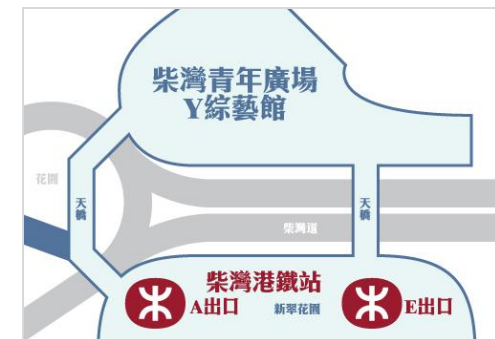 柴灣青年廣場
Y綜藝館
花園
天橋
天橋
柴灣道
柴灣港鐵站
A出口
新翠花園
E出口